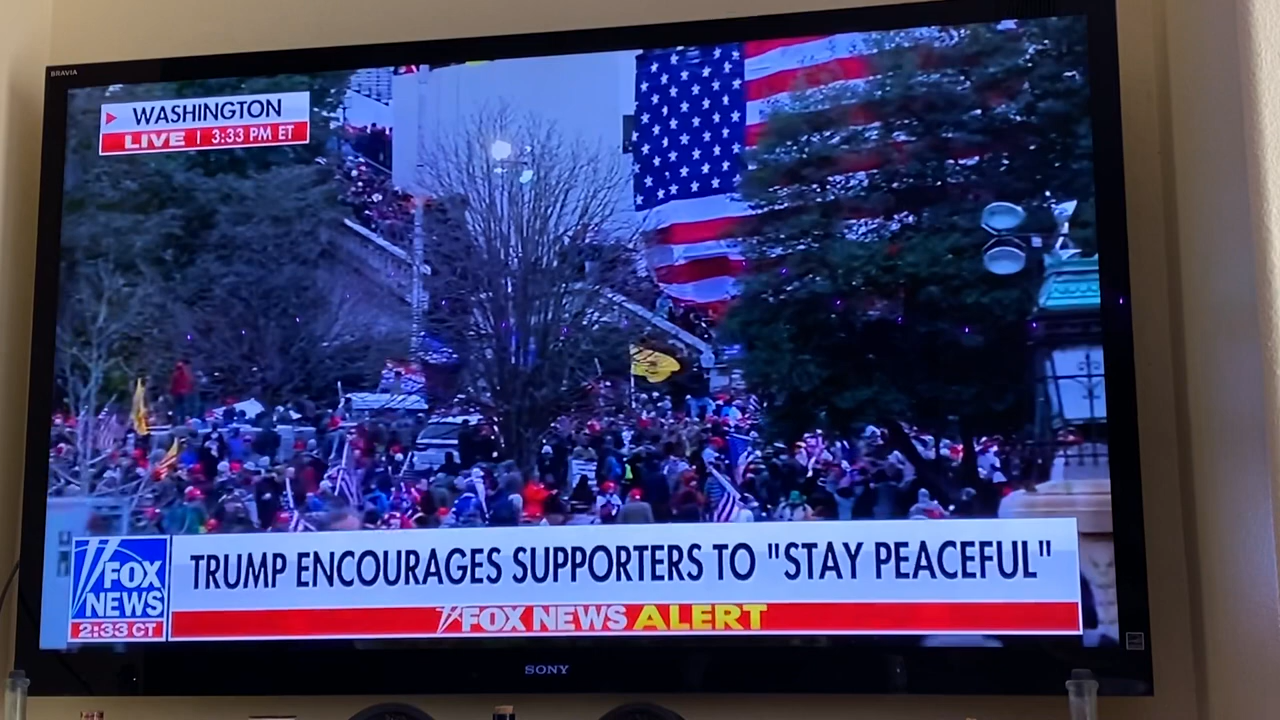 BRAVIA
WASHINGTON
LIVE | 3:33 PM ET
FOX
NEWS
2:33 CT
TRUMP ENCOURAGES SUPPORTERS TO "STAY PEACEFUL"
FOX NEWS ALERT
SONY